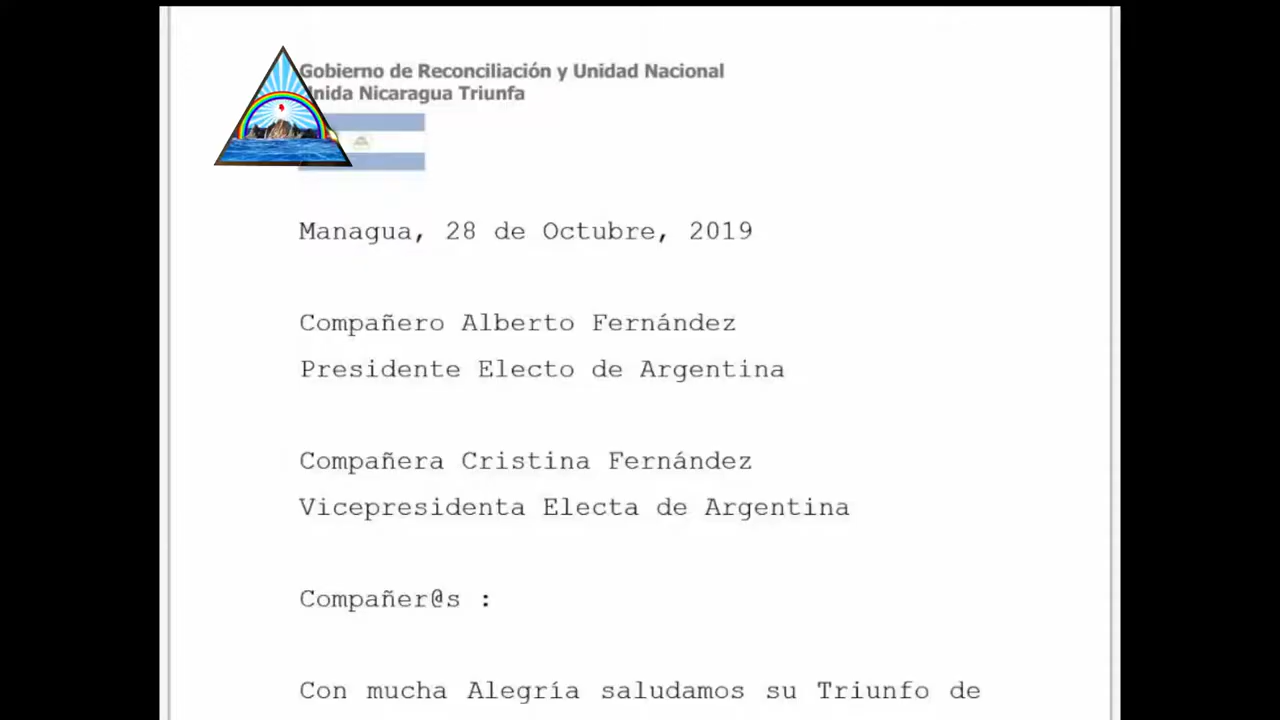 Gobierno de Reconciliación y Unidad Nacional
Unida Nicaragua Triunfa
Managua, 28 de Octubre, 2019
Compañero Alberto Fernández
Presidente Electo de Argentina
Compañera Cristina Fernández
Vicepresidenta Electa de Argentina
Compañer@s :
Con mucha Alegría saludamos su Triunfo de